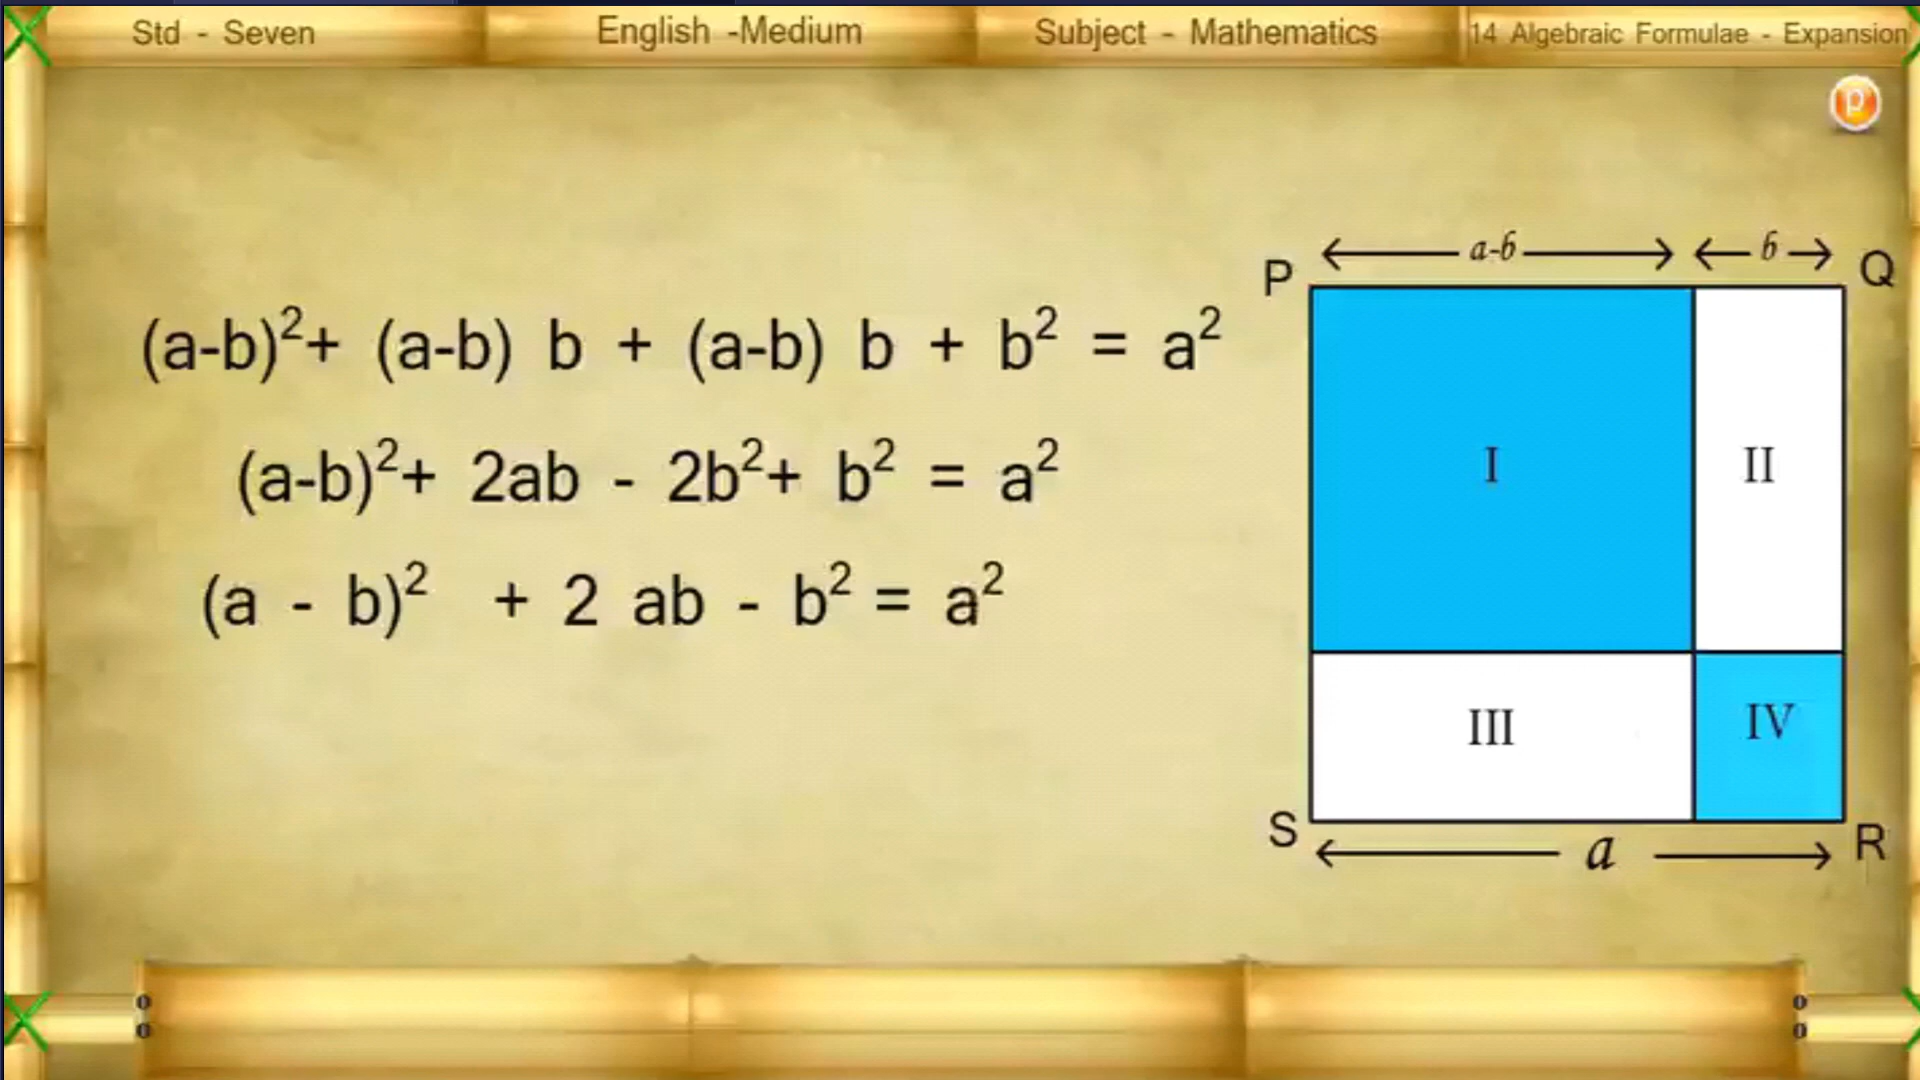 Std - Seven
English -Medium
Subject - Mathematics
14 Algebraic Formulae - Expansion
p
(a-b)²+ (a-b) b + (a-b) b + b² = a²
(a-b)²+ 2ab - 2b²+ b² = a²
(a - b)² + 2 ab - b² = a²
P
a-b
b
Q
I
II
III
IV
S
a
R